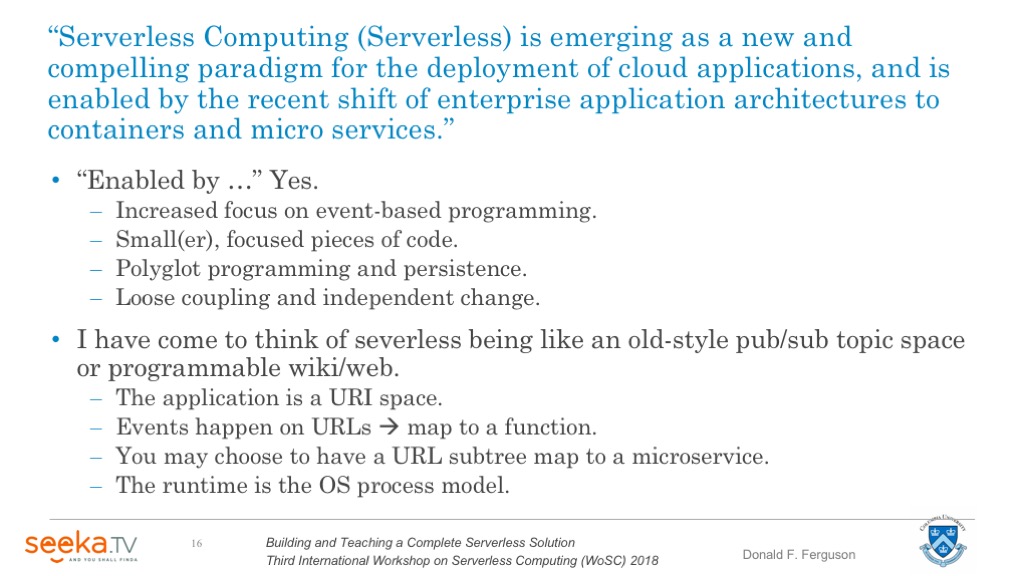 “Serverless Computing (Serverless) is emerging as a new and
compelling paradigm for the deployment of cloud applications, and is
enabled by the recent shift of enterprise application architectures to
containers and micro services.”
• “Enabled by …” Yes.
– Increased focus on event-based programming.
– Small(er), focused pieces of code.
– Polyglot programming and persistence.
– Loose coupling and independent change.
• I have come to think of severless being like an old-style pub/sub topic space
or programmable wiki/web.
– The application is a URI space.
– Events happen on URLs → map to a function.
– You may choose to have a URL subtree map to a microservice.
– The runtime is the OS process model.
seeka.TV
AND YOU SHALL FINDA
16
Building and Teaching a Complete Serverless Solution
Third International Workshop on Serverless Computing (WoSC) 2018
Donald F. Ferguson
COLUMBIA UNIVERSITY